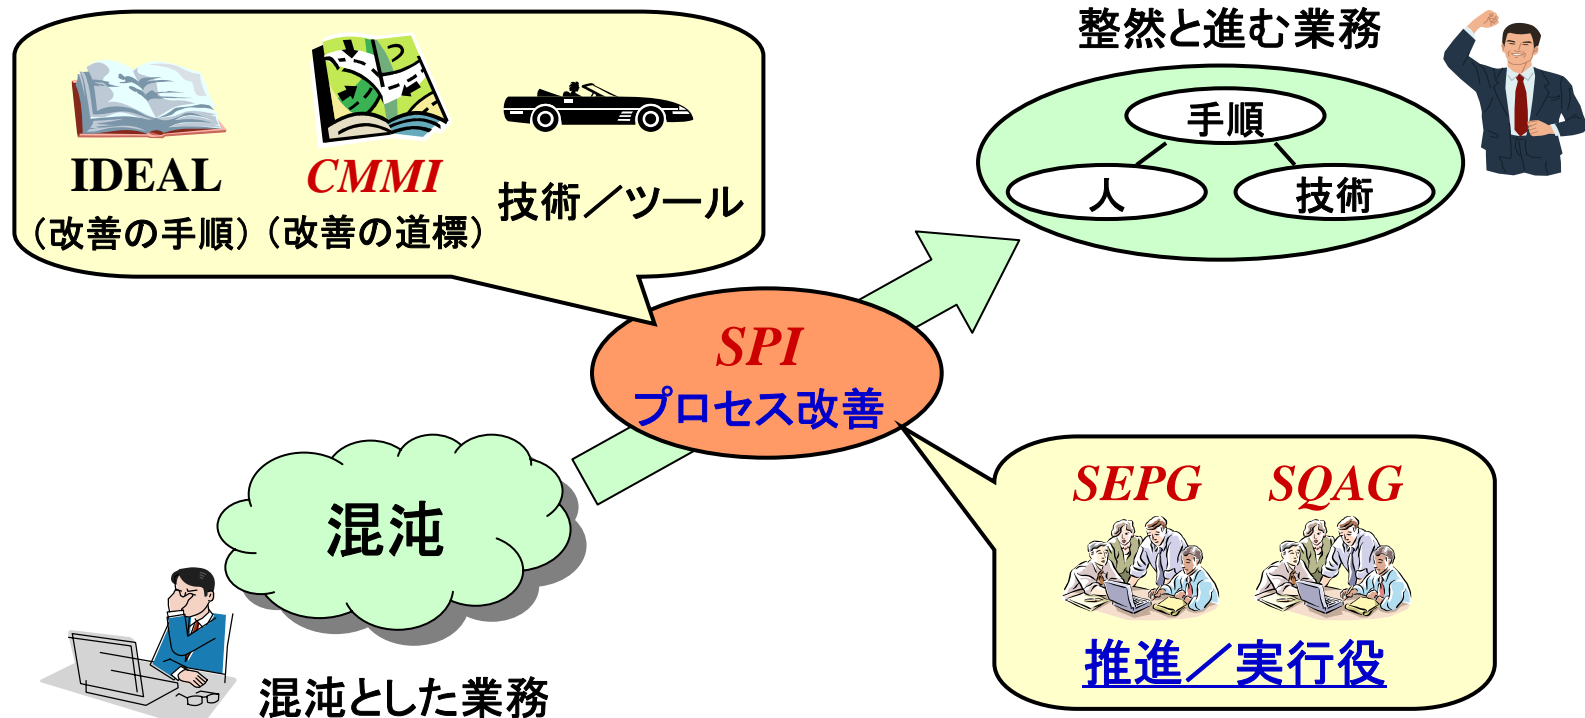 IDEAL
(改善の手順)
CMMI
(改善の道標)
技術／ツール
整然と進む業務
手順
人
技術
SPI
プロセス改善
混沌
混沌とした業務
SEPG
SQAG
推進／実行役